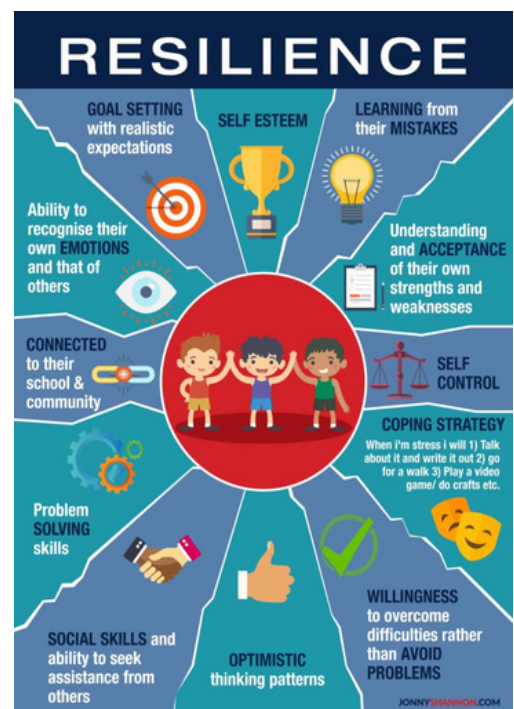 RESILIENCE
GOAL SETTING
with realistic
expectations
SELF ESTEEM
LEARNING from
their MISTAKES
Ability to
recognise their
own EMOTIONS
and that of
others
Understanding
and ACCEPTANCE
of their own
strengths and
weaknesses
CONNECTED
to their
school &
community
SELF
CONTROL
COPING STRATEGY
When i'm stress i will 1) Talk
about it and write it out 2) go
for a walk 3) Play a video
game/ do crafts etc.
Problem
SOLVING
skills
SOCIAL SKILLS and
ability to seek
assistance from
others
OPTIMISTIC
thinking patterns
WILLINGNESS
to overcome
difficulties rather
than AVOID
PROBLEMS
JONNYSHANNON.COM